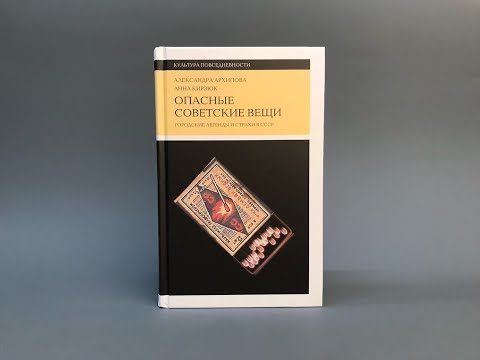 КУЛЬТУРА ПОВСЕДНЕВНОСТИ
АЛЕКСАНДРА АРХИПОВА
АННА КИРЗЮК
ОПАСНЫЕ
СОВЕТСКИЕ ВЕЩИ
ГОРОДСКИЕ ЛЕГЕНДЫ И СТРАХИ В СССР